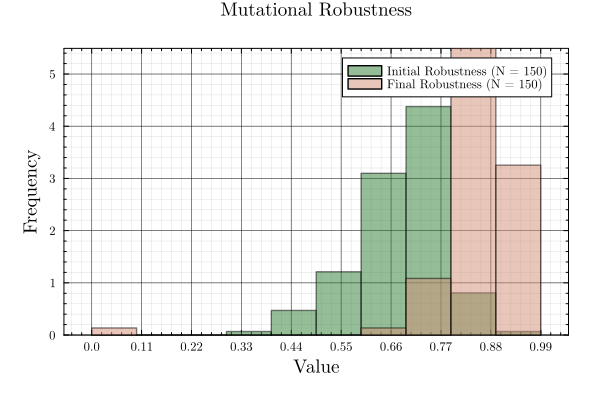 Mutational Robustness
Initial Robustness (N = 150)
Final Robustness (N = 150)
5
4
3
2
1
0
Frequency
0.0 0.11 0.22 0.33 0.44 0.55 0.66 0.77 0.88 0.99
Value